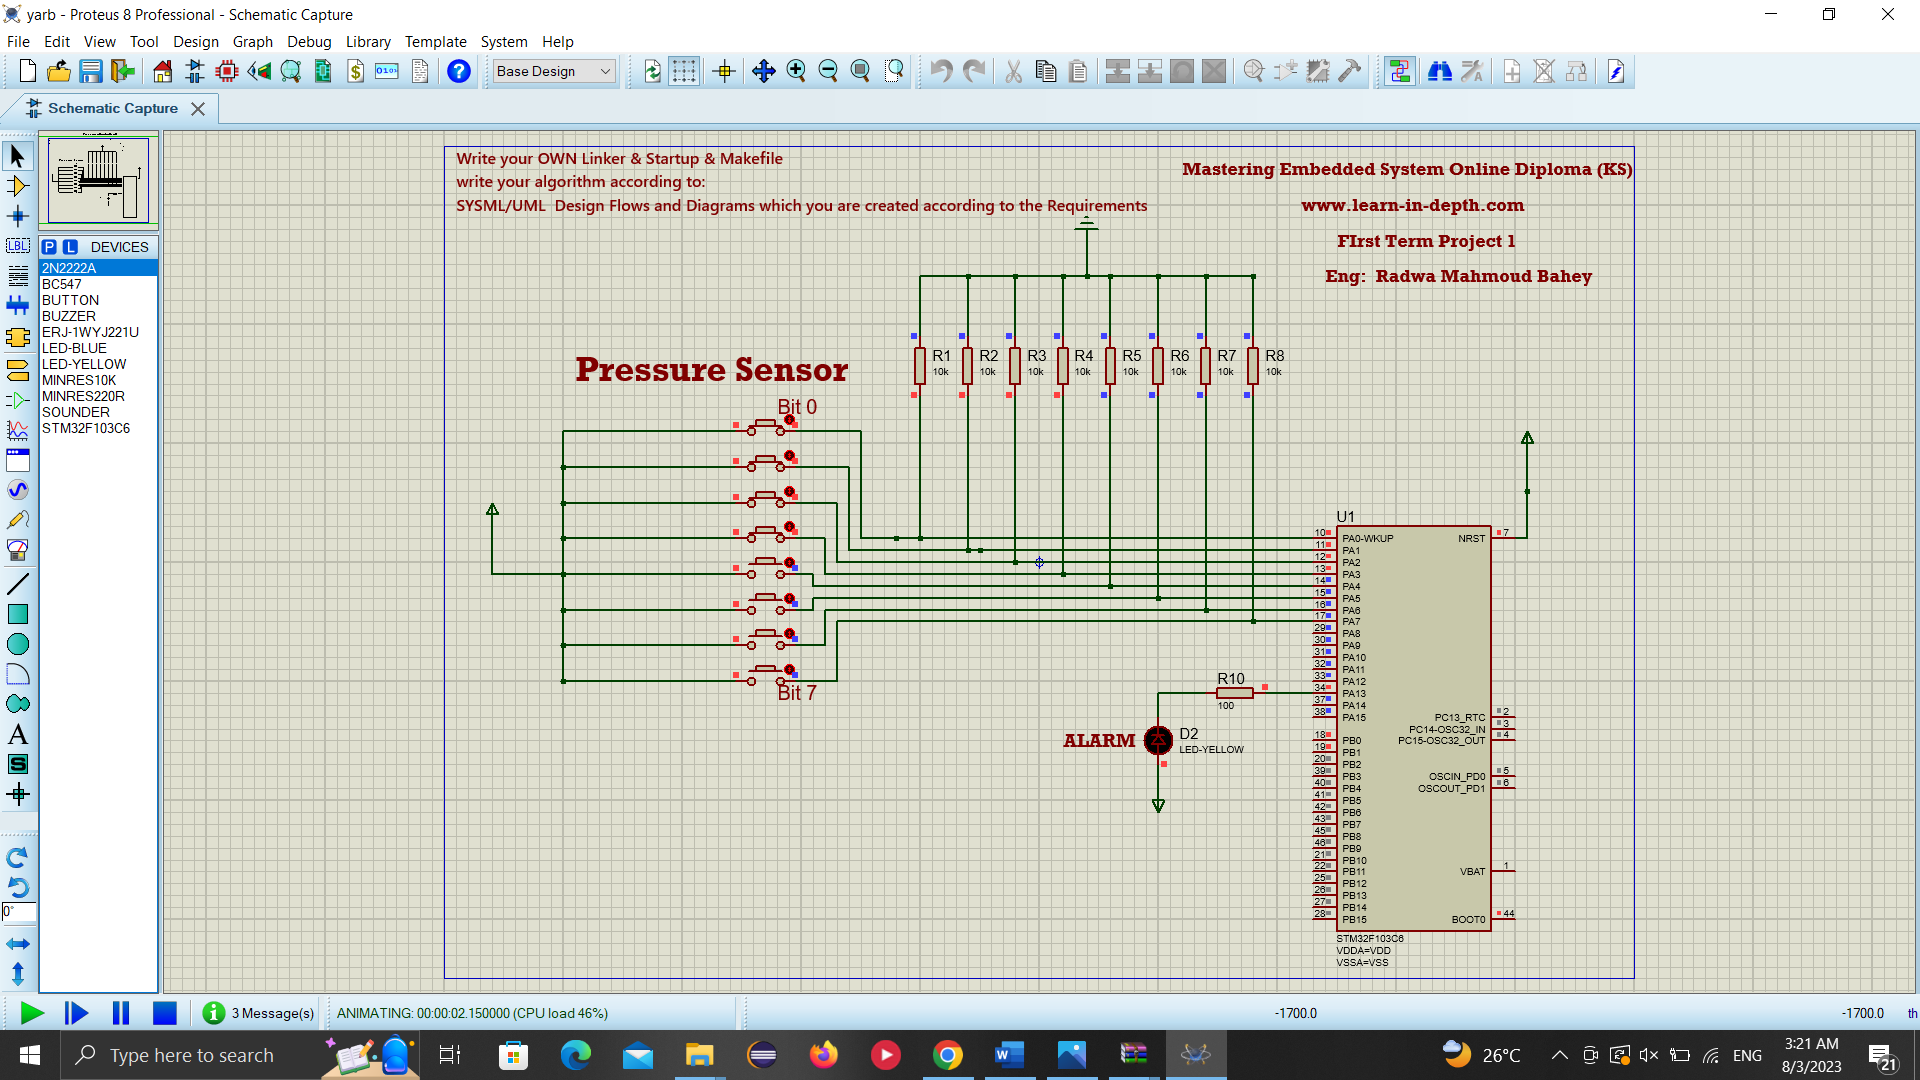 yarb - Proteus 8 Professional - Schematic Capture
File Edit View Tool Design Graph Debug Library Template System Help
Base Design
Schematic Capture
Write your OWN Linker & Startup & Makefile
write your algorithm according to:
SYSML/UML Design Flows and Diagrams which you are created according to the Requirements
Mastering Embedded System Online Diploma (KS)
www.learn-in-depth.com
FIrst Term Project 1
Eng: Radwa Mahmoud Bahey
P L DEVICES
2N2222A
BC547
BUTTON
BUZZER
ERJ-1WYJ221U
LED-BLUE
LED-YELLOW
MINRES10K
MINRES220R
SOUNDER
STM32F103C6
LBL
A
S
0°
Pressure Sensor
Bit 0
Bit 7
R1 R2 R3 R4 R5 R6 R7 R8
10k 10k 10k 10k 10k 10k 10k 10k
U1
10 PA0-WKUP NRST 7
11 PA1
12 PA2
13 PA3
14 PA4
15 PA5
16 PA6
17 PA7
29 PA8
30 PA9
31 PA10
32 PA11
33 PA12
34 PA13
37 PA14
38 PA15
PC13_RTC 2
PC14-OSC32_IN 3
PC15-OSC32_OUT 4
18 PB0
19 PB1
20 PB2
39 PB3
40 PB4
41 PB5
42 PB6
43 PB7
45 PB8
46 PB9
21 PB10
22 PB11
25 PB12
26 PB13
27 PB14
28 PB15
OSCIN_PD0 5
OSCOUT_PD1 6
VBAT 1
BOOT0 44
STM32F103C6
VDDA=VDD
VSSA=VSS
R10
100
ALARM
D2
LED-YELLOW
3 Message(s)
ANIMATING: 00:00:02.150000 (CPU load 46%)
-1700.0
-1700.0
th
Type here to search
26°C
ENG
3:21 AM
8/3/2023
21